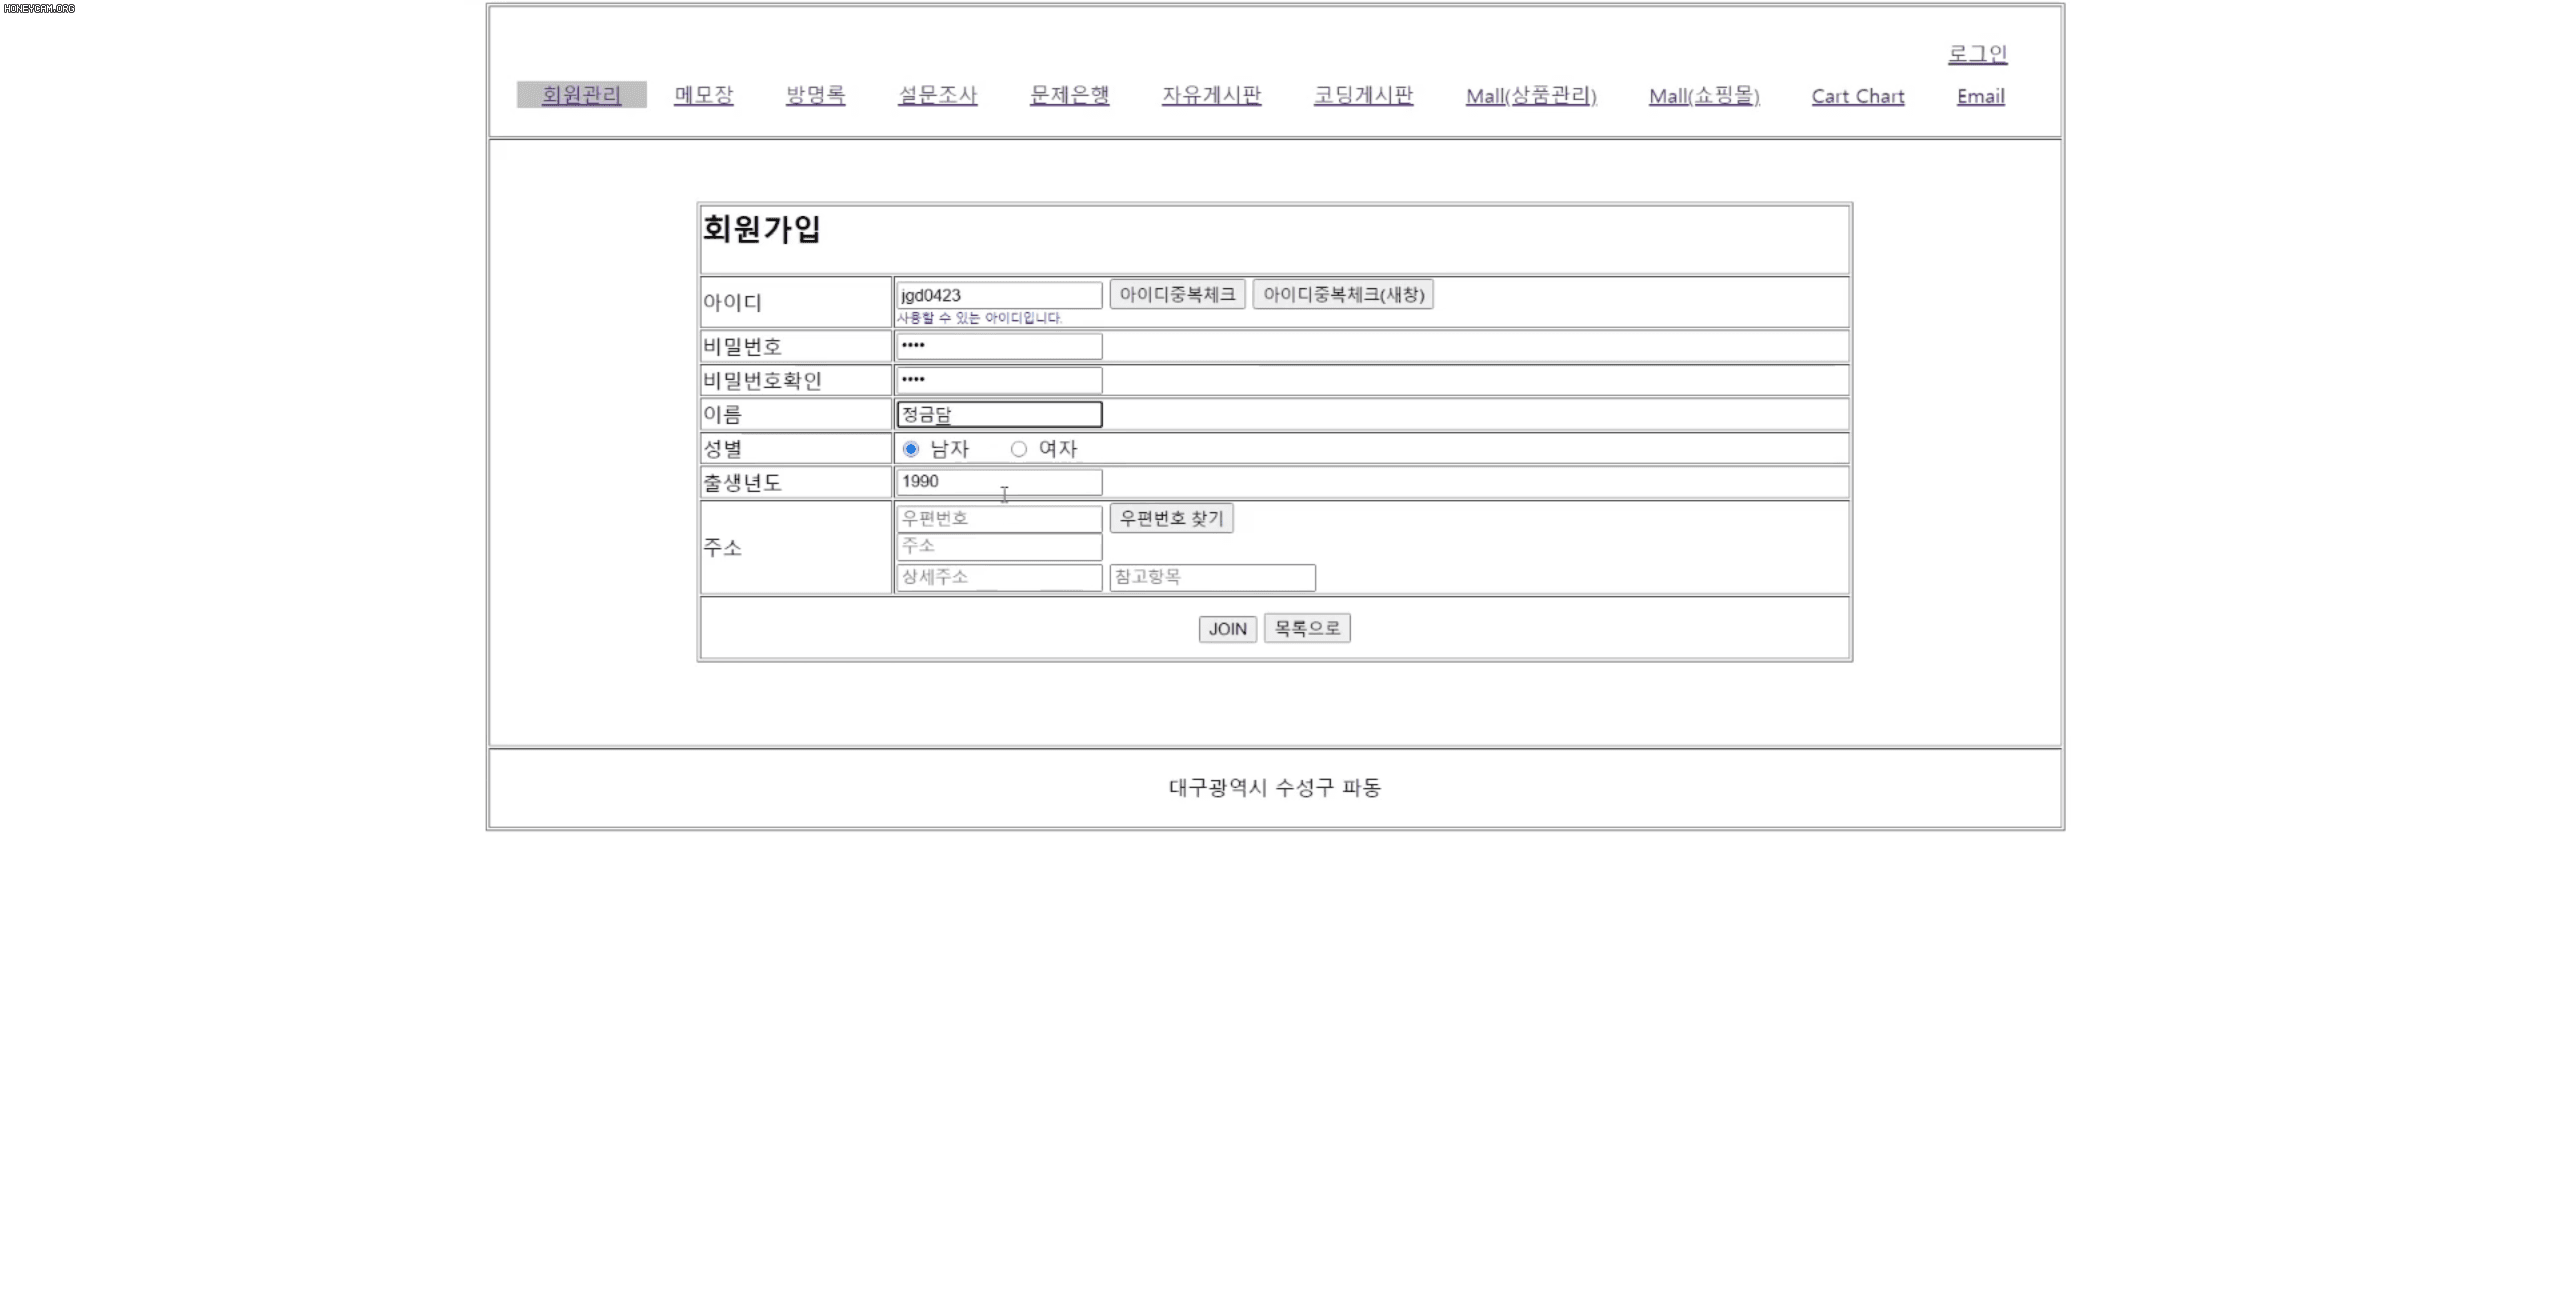 HONEYCAM.ORG
로그인
회원관리 메모장 방명록 설문조사 문제은행 자유게시판 코딩게시판 Mall(상품관리) Mall(쇼핑몰) Cart Chart Email
회원가입
아이디 jgd0423 아이디중복체크 아이디중복체크(새창)
사용할 수 있는 아이디입니다.
비밀번호 ••••
비밀번호확인 ••••
이름 정금담
성별 남자 여자
출생년도 1990
우편번호 우편번호 찾기
주소 주소
상세주소 참고항목
JOIN 목록으로
대구광역시 수성구 파동